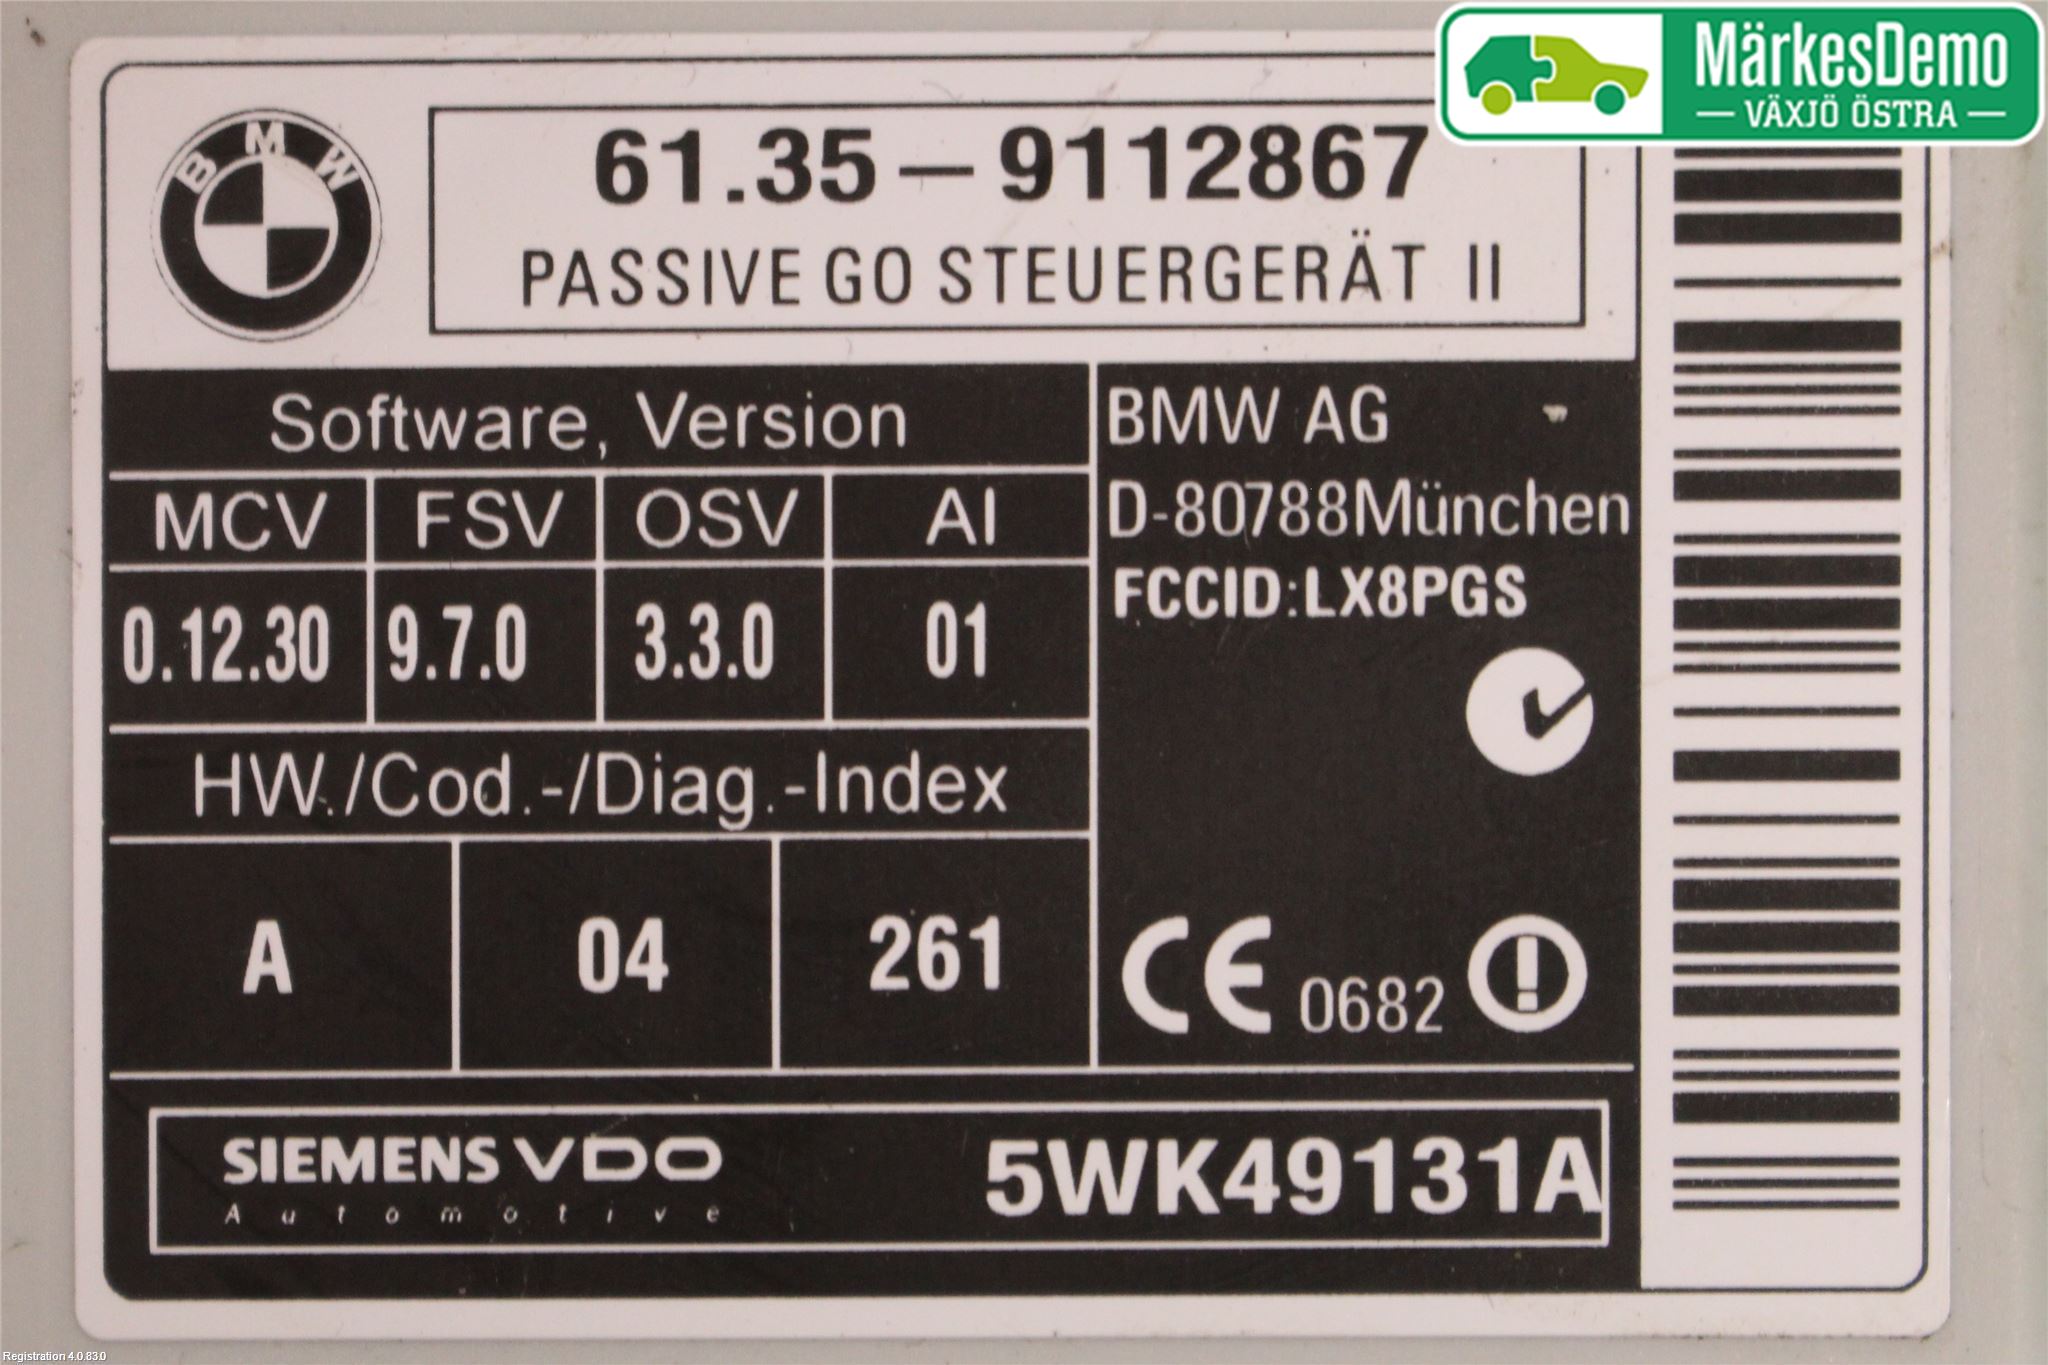 MärkesDemo
VÄXJÖ ÖSTRA
BMW
61.35 – 9112867
PASSIVE GO STEUERGERÄT II
Software, Version
MCV FSV OSV AI
0.12.30 9.7.0 3.3.0 01
HW./Cod.-/Diag.-Index
A 04 261
BMW AG
D-80788München
FCCID:LX8PGS
CE 0682
SIEMENS VDO
Automotive
5WK49131A
Registration 4.0.83.0